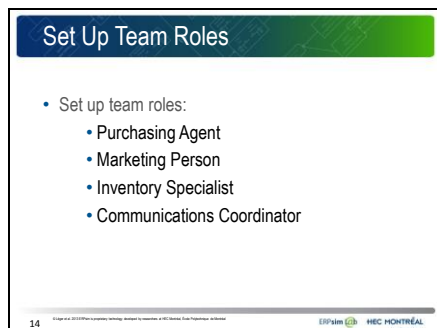 Set Up Team Roles
• Set up team roles:
• Purchasing Agent
• Marketing Person
• Inventory Specialist
• Communications Coordinator
14
ERPsim Lab HEC MONTRÉAL